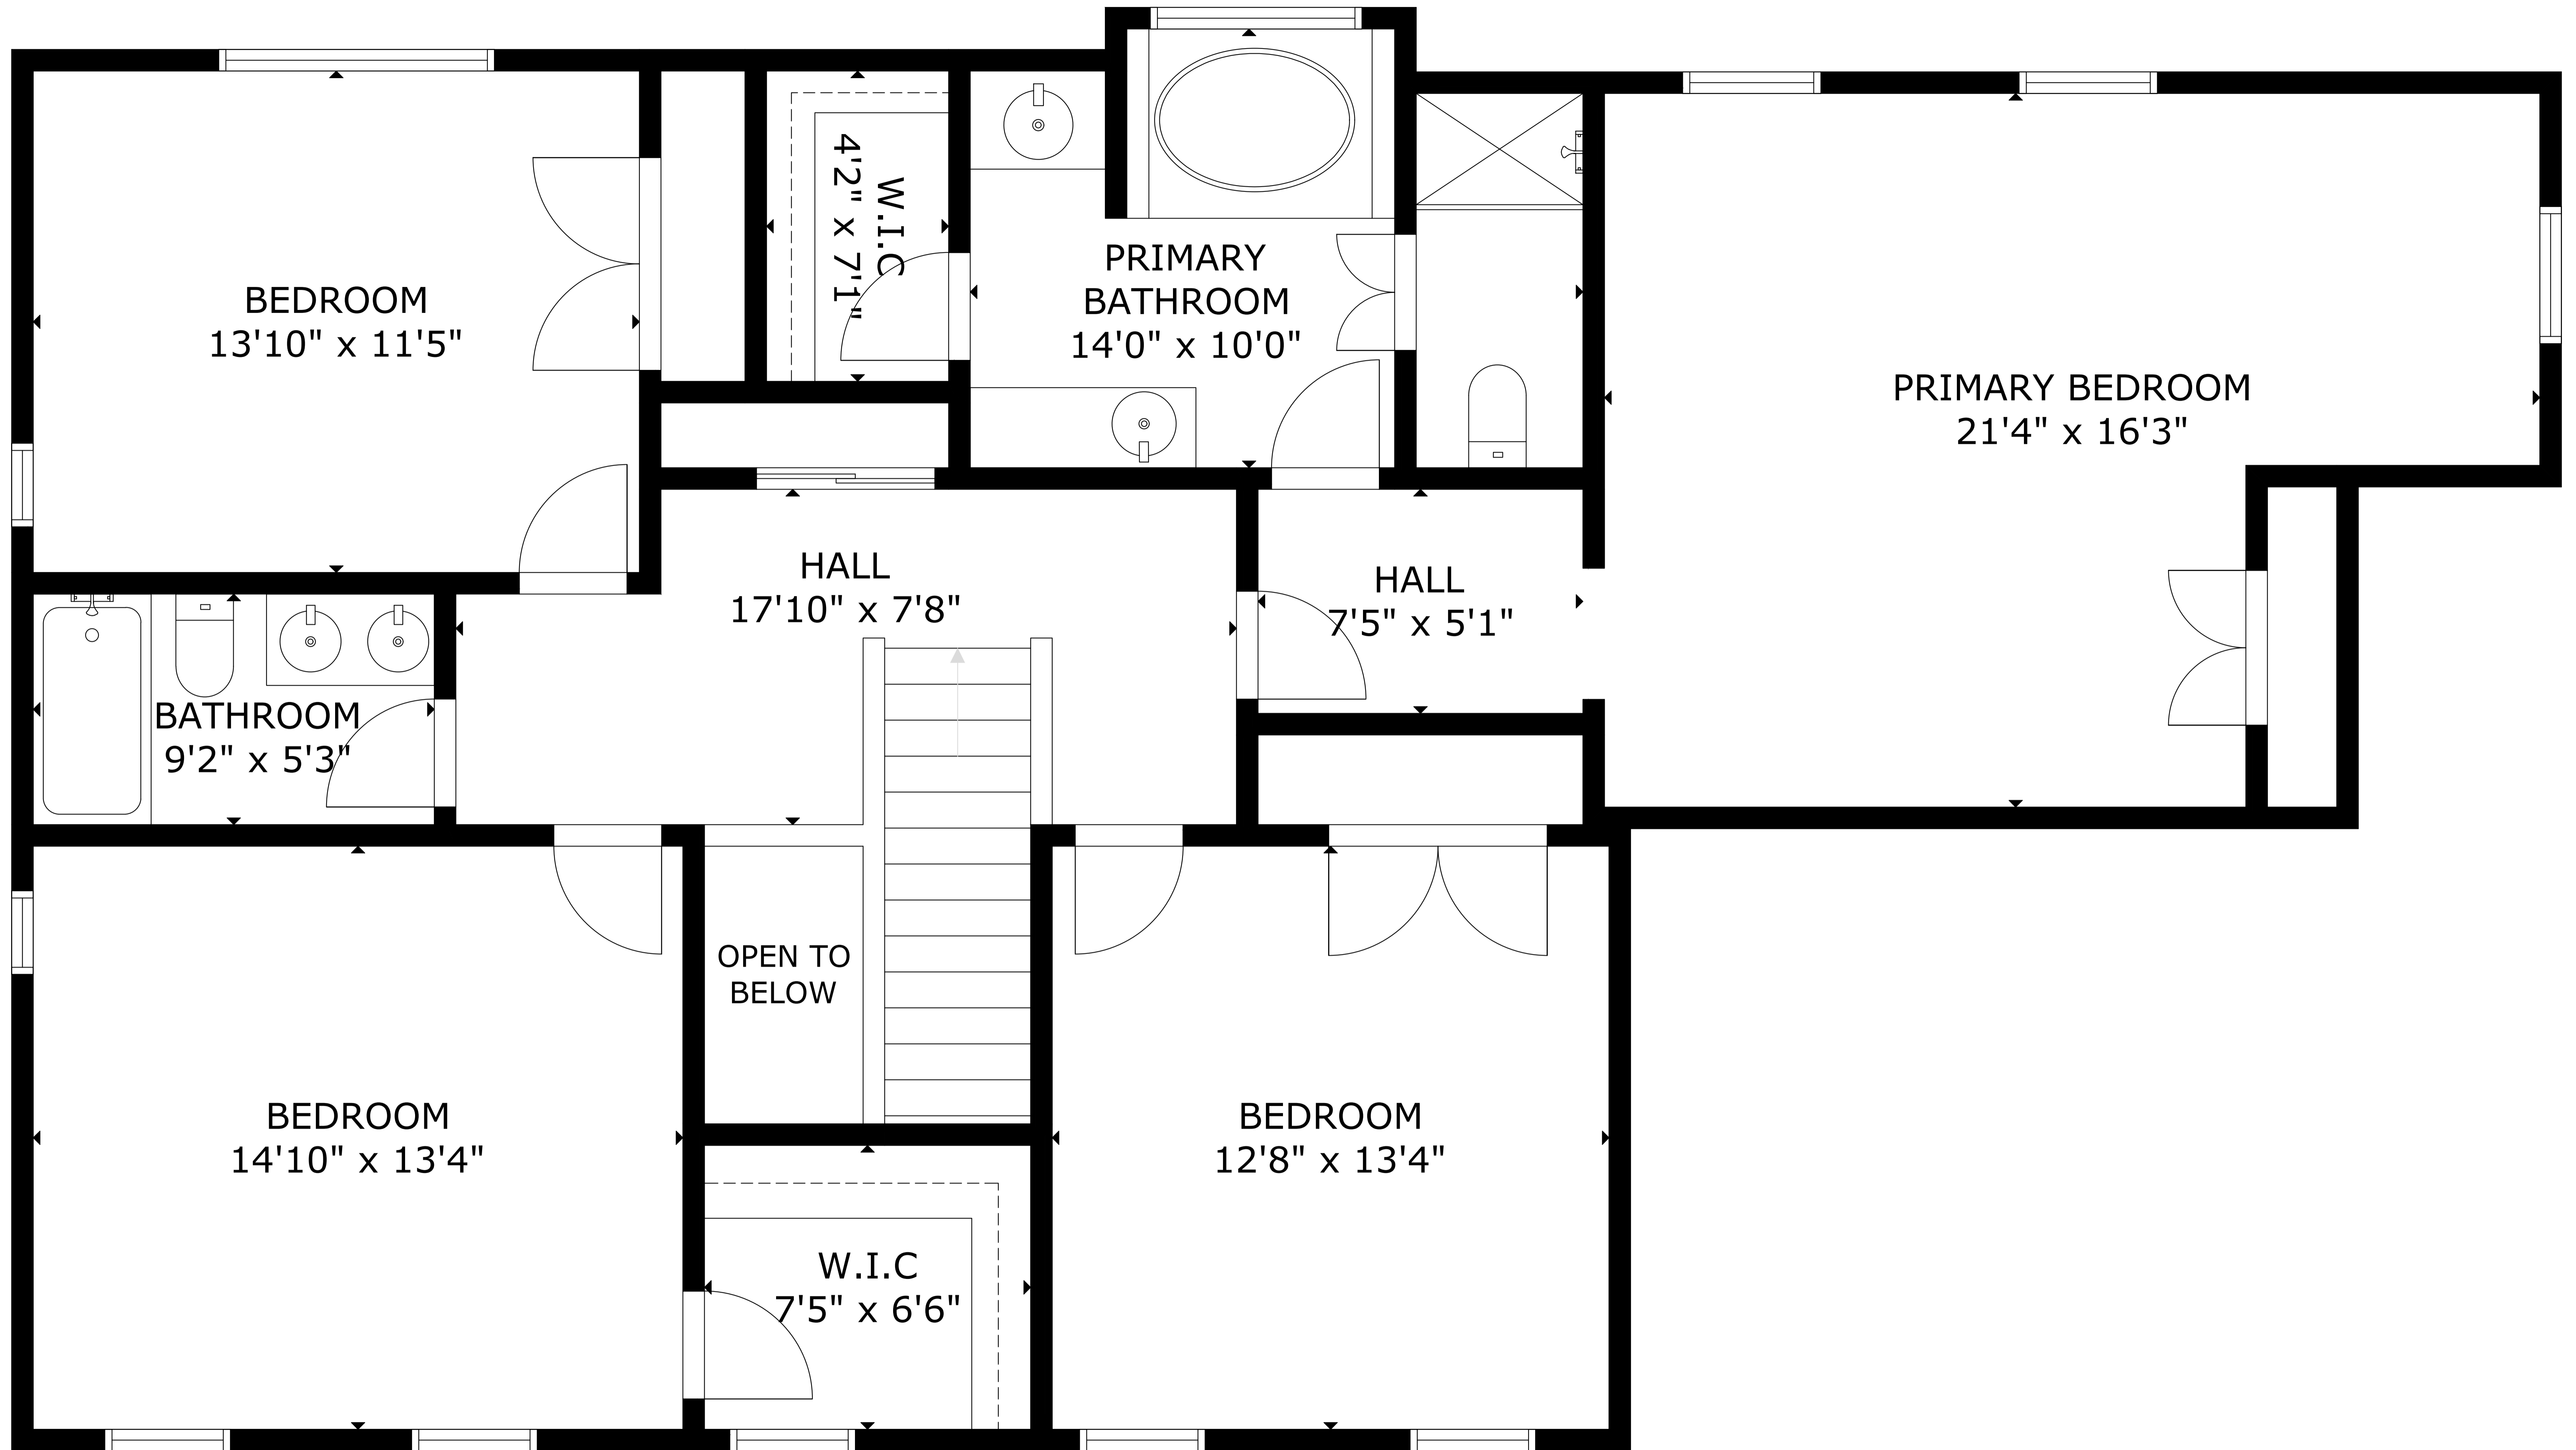 BEDROOM
13'10" x 11'5"
W.I.C
4'2" x 7'1"
PRIMARY
BATHROOM
14'0" x 10'0"
PRIMARY BEDROOM
21'4" x 16'3"
HALL
17'10" x 7'8"
HALL
7'5" x 5'1"
BATHROOM
9'2" x 5'3"
OPEN TO
BELOW
BEDROOM
14'10" x 13'4"
BEDROOM
12'8" x 13'4"
W.I.C
7'5" x 6'6"